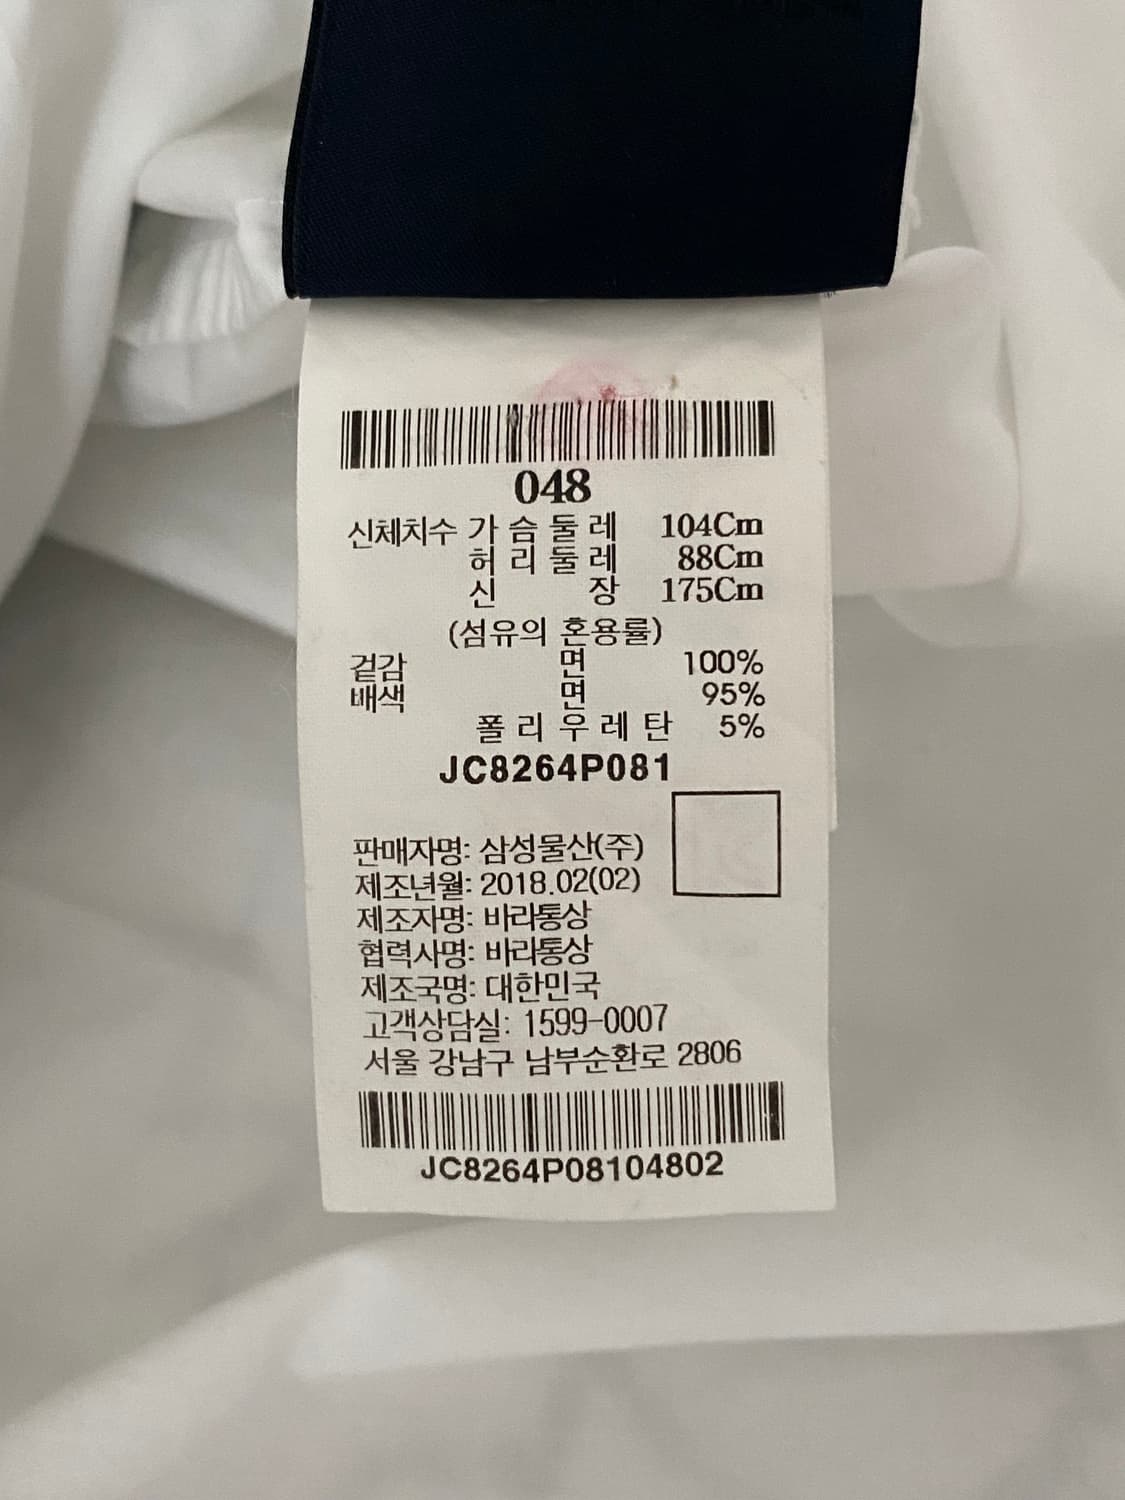 048
신체치수 가슴둘레 104Cm
허리둘레 88Cm
신 장 175Cm
(섬유의 혼용률)
겉감 면 100%
배색 면 95%
폴리우레탄 5%
JC8264P081
판매자명: 삼성물산(주)
제조년월: 2018.02(02)
제조자명: 바라통상
협력사명: 바라통상
제조국명: 대한민국
고객상담실: 1599-0007
서울 강남구 남부순환로 2806
JC8264P08104802